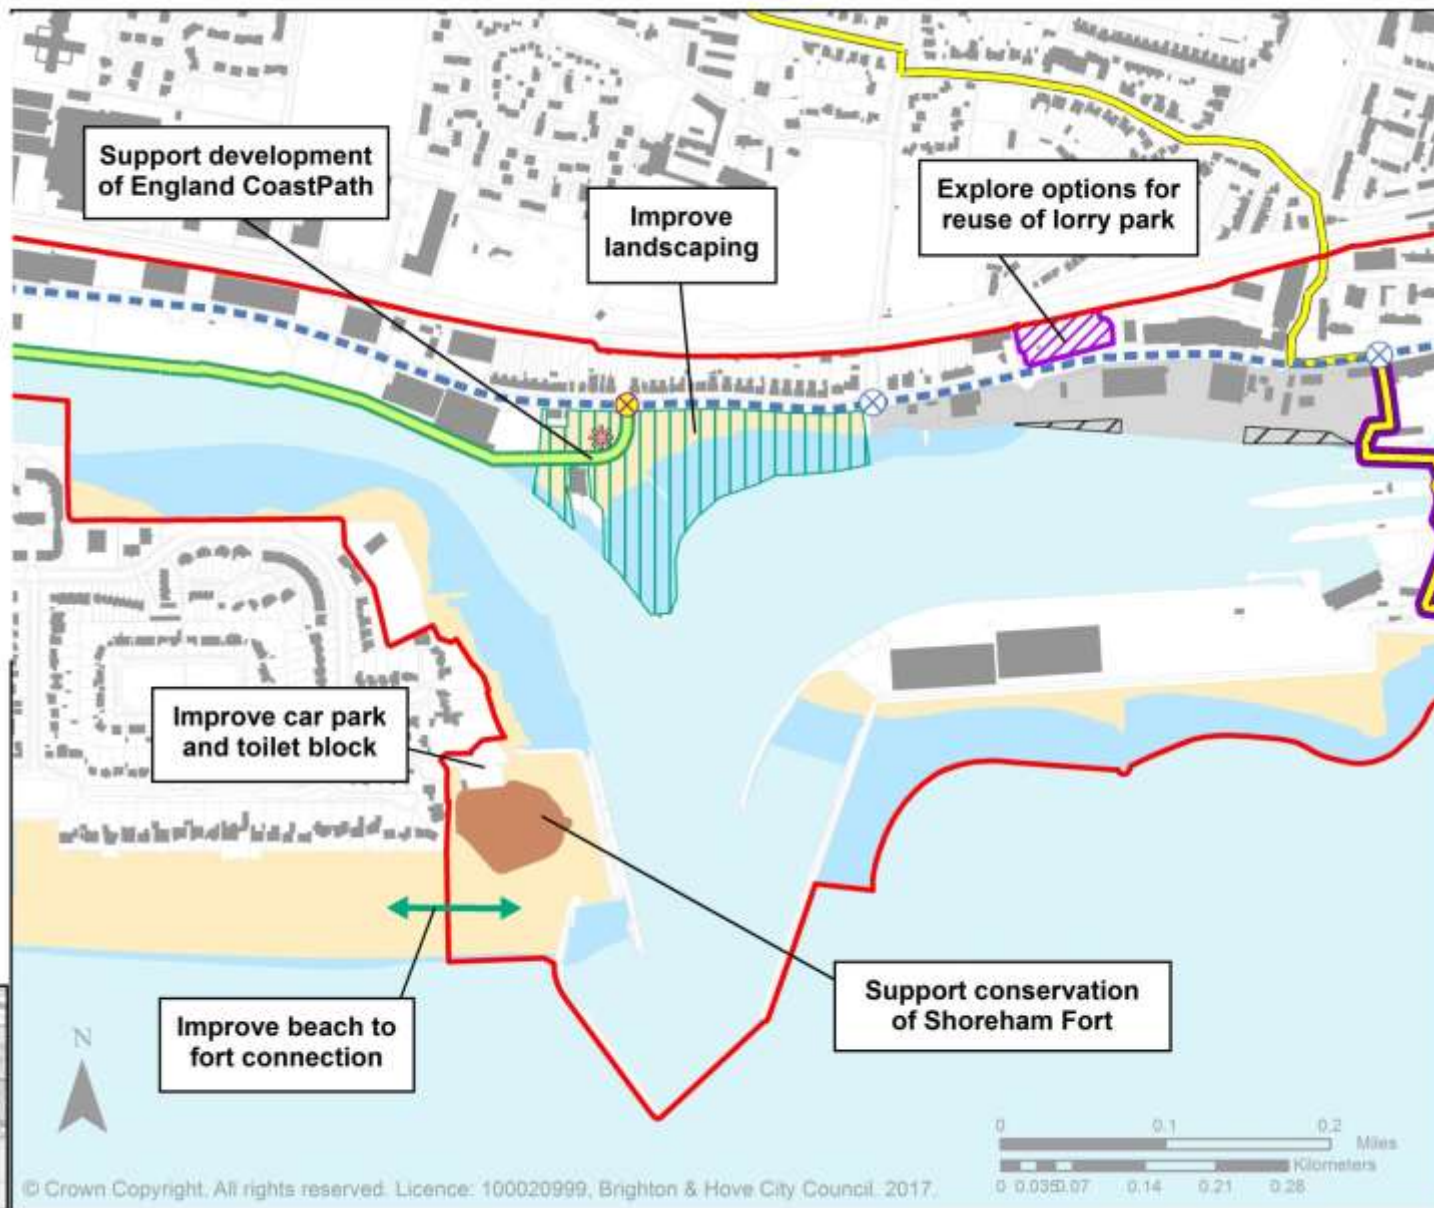 Support development
of England CoastPath
Improve
landscaping
Explore options for
reuse of lorry park
Improve car park
and toilet block
Improve beach to
fort connection
Support conservation
of Shoreham Fort
N
0 0.1 0.2
Miles
Kilometers
0 0.035 0.07 0.14 0.21 0.28
© Crown Copyright. All rights reserved. Licence: 100020999, Brighton & Hove City Council. 2017.